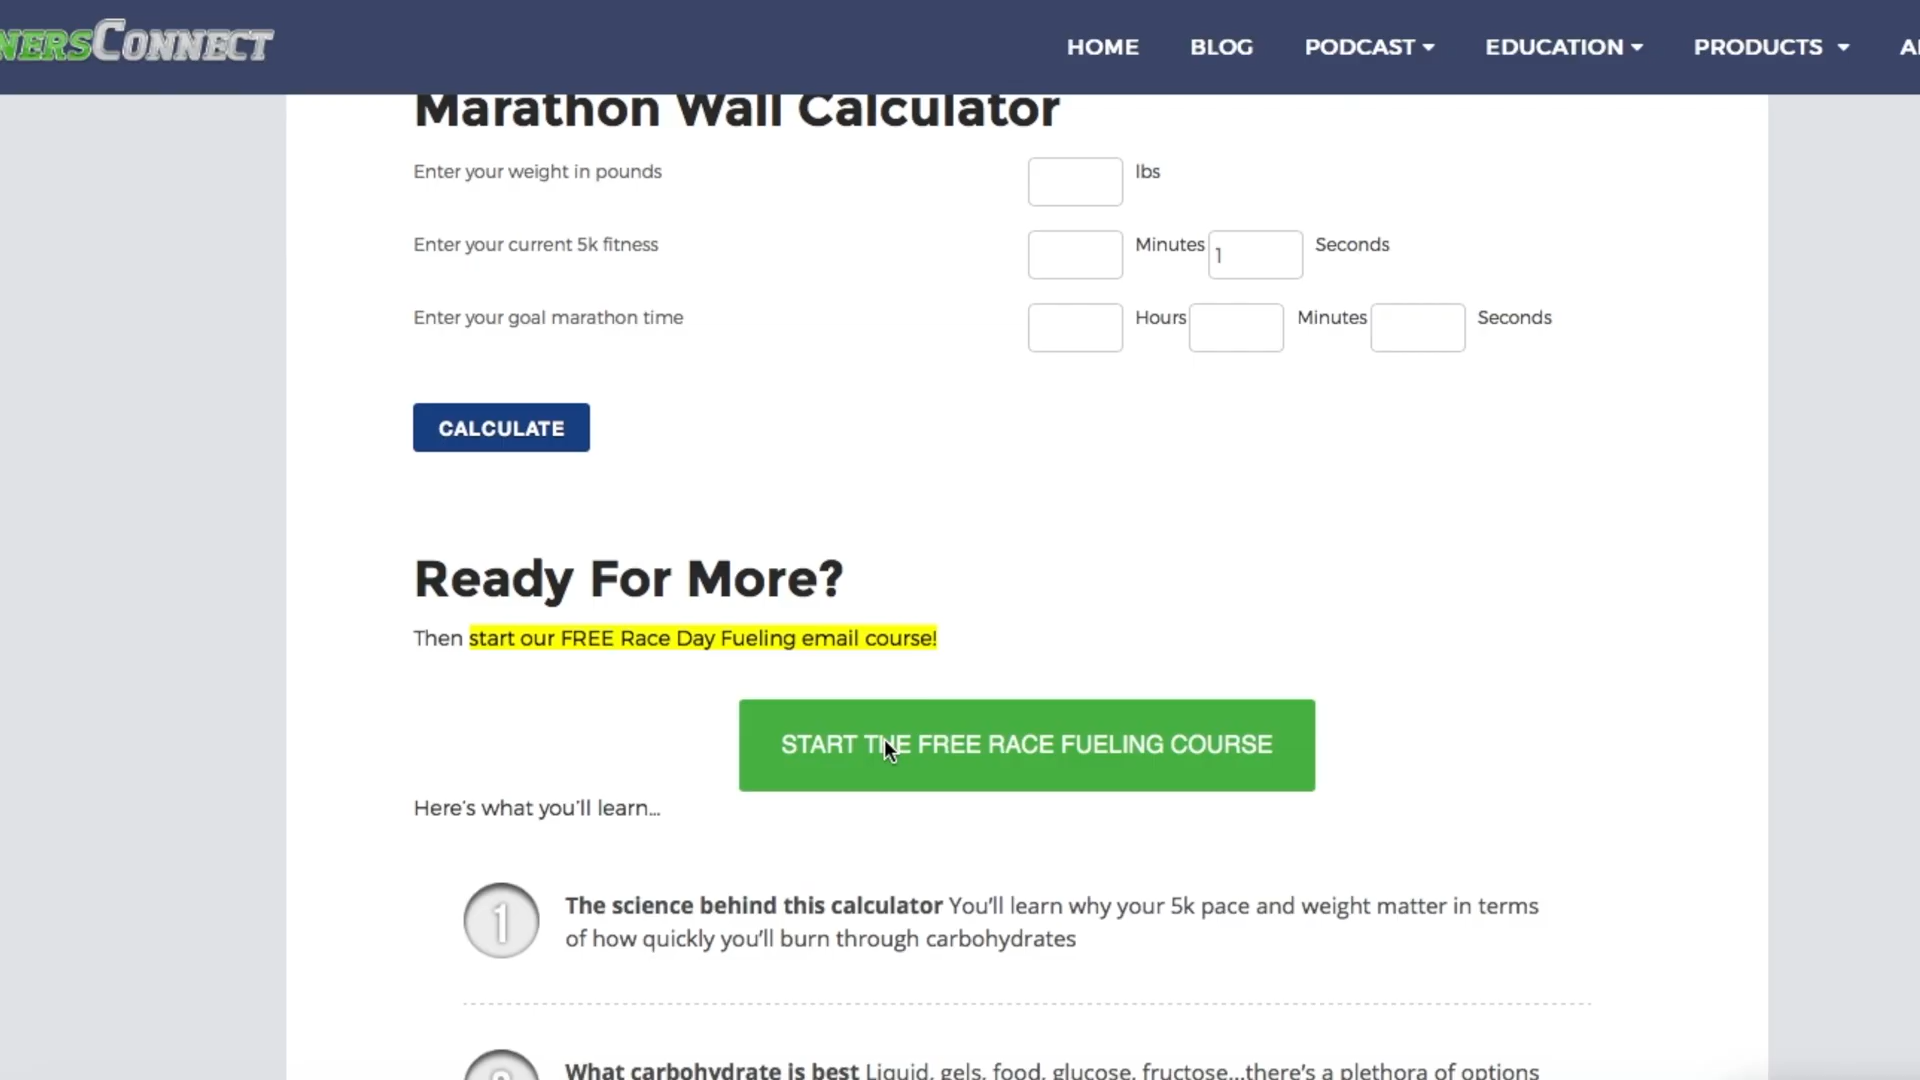 NERSCONNECT
HOME BLOG PODCAST EDUCATION PRODUCTS
Marathon Wall Calculator
Enter your weight in pounds lbs
Enter your current 5k fitness Minutes 1 Seconds
Enter your goal marathon time Hours Minutes Seconds
CALCULATE
Ready For More?
Then start our FREE Race Day Fueling email course!
START THE FREE RACE FUELING COURSE
Here's what you'll learn...
1
The science behind this calculator You'll learn why your 5k pace and weight matter in terms
of how quickly you'll burn through carbohydrates
What carbohydrate is best Liquid, gels, food, glucose, fructose...there's a plethora of options